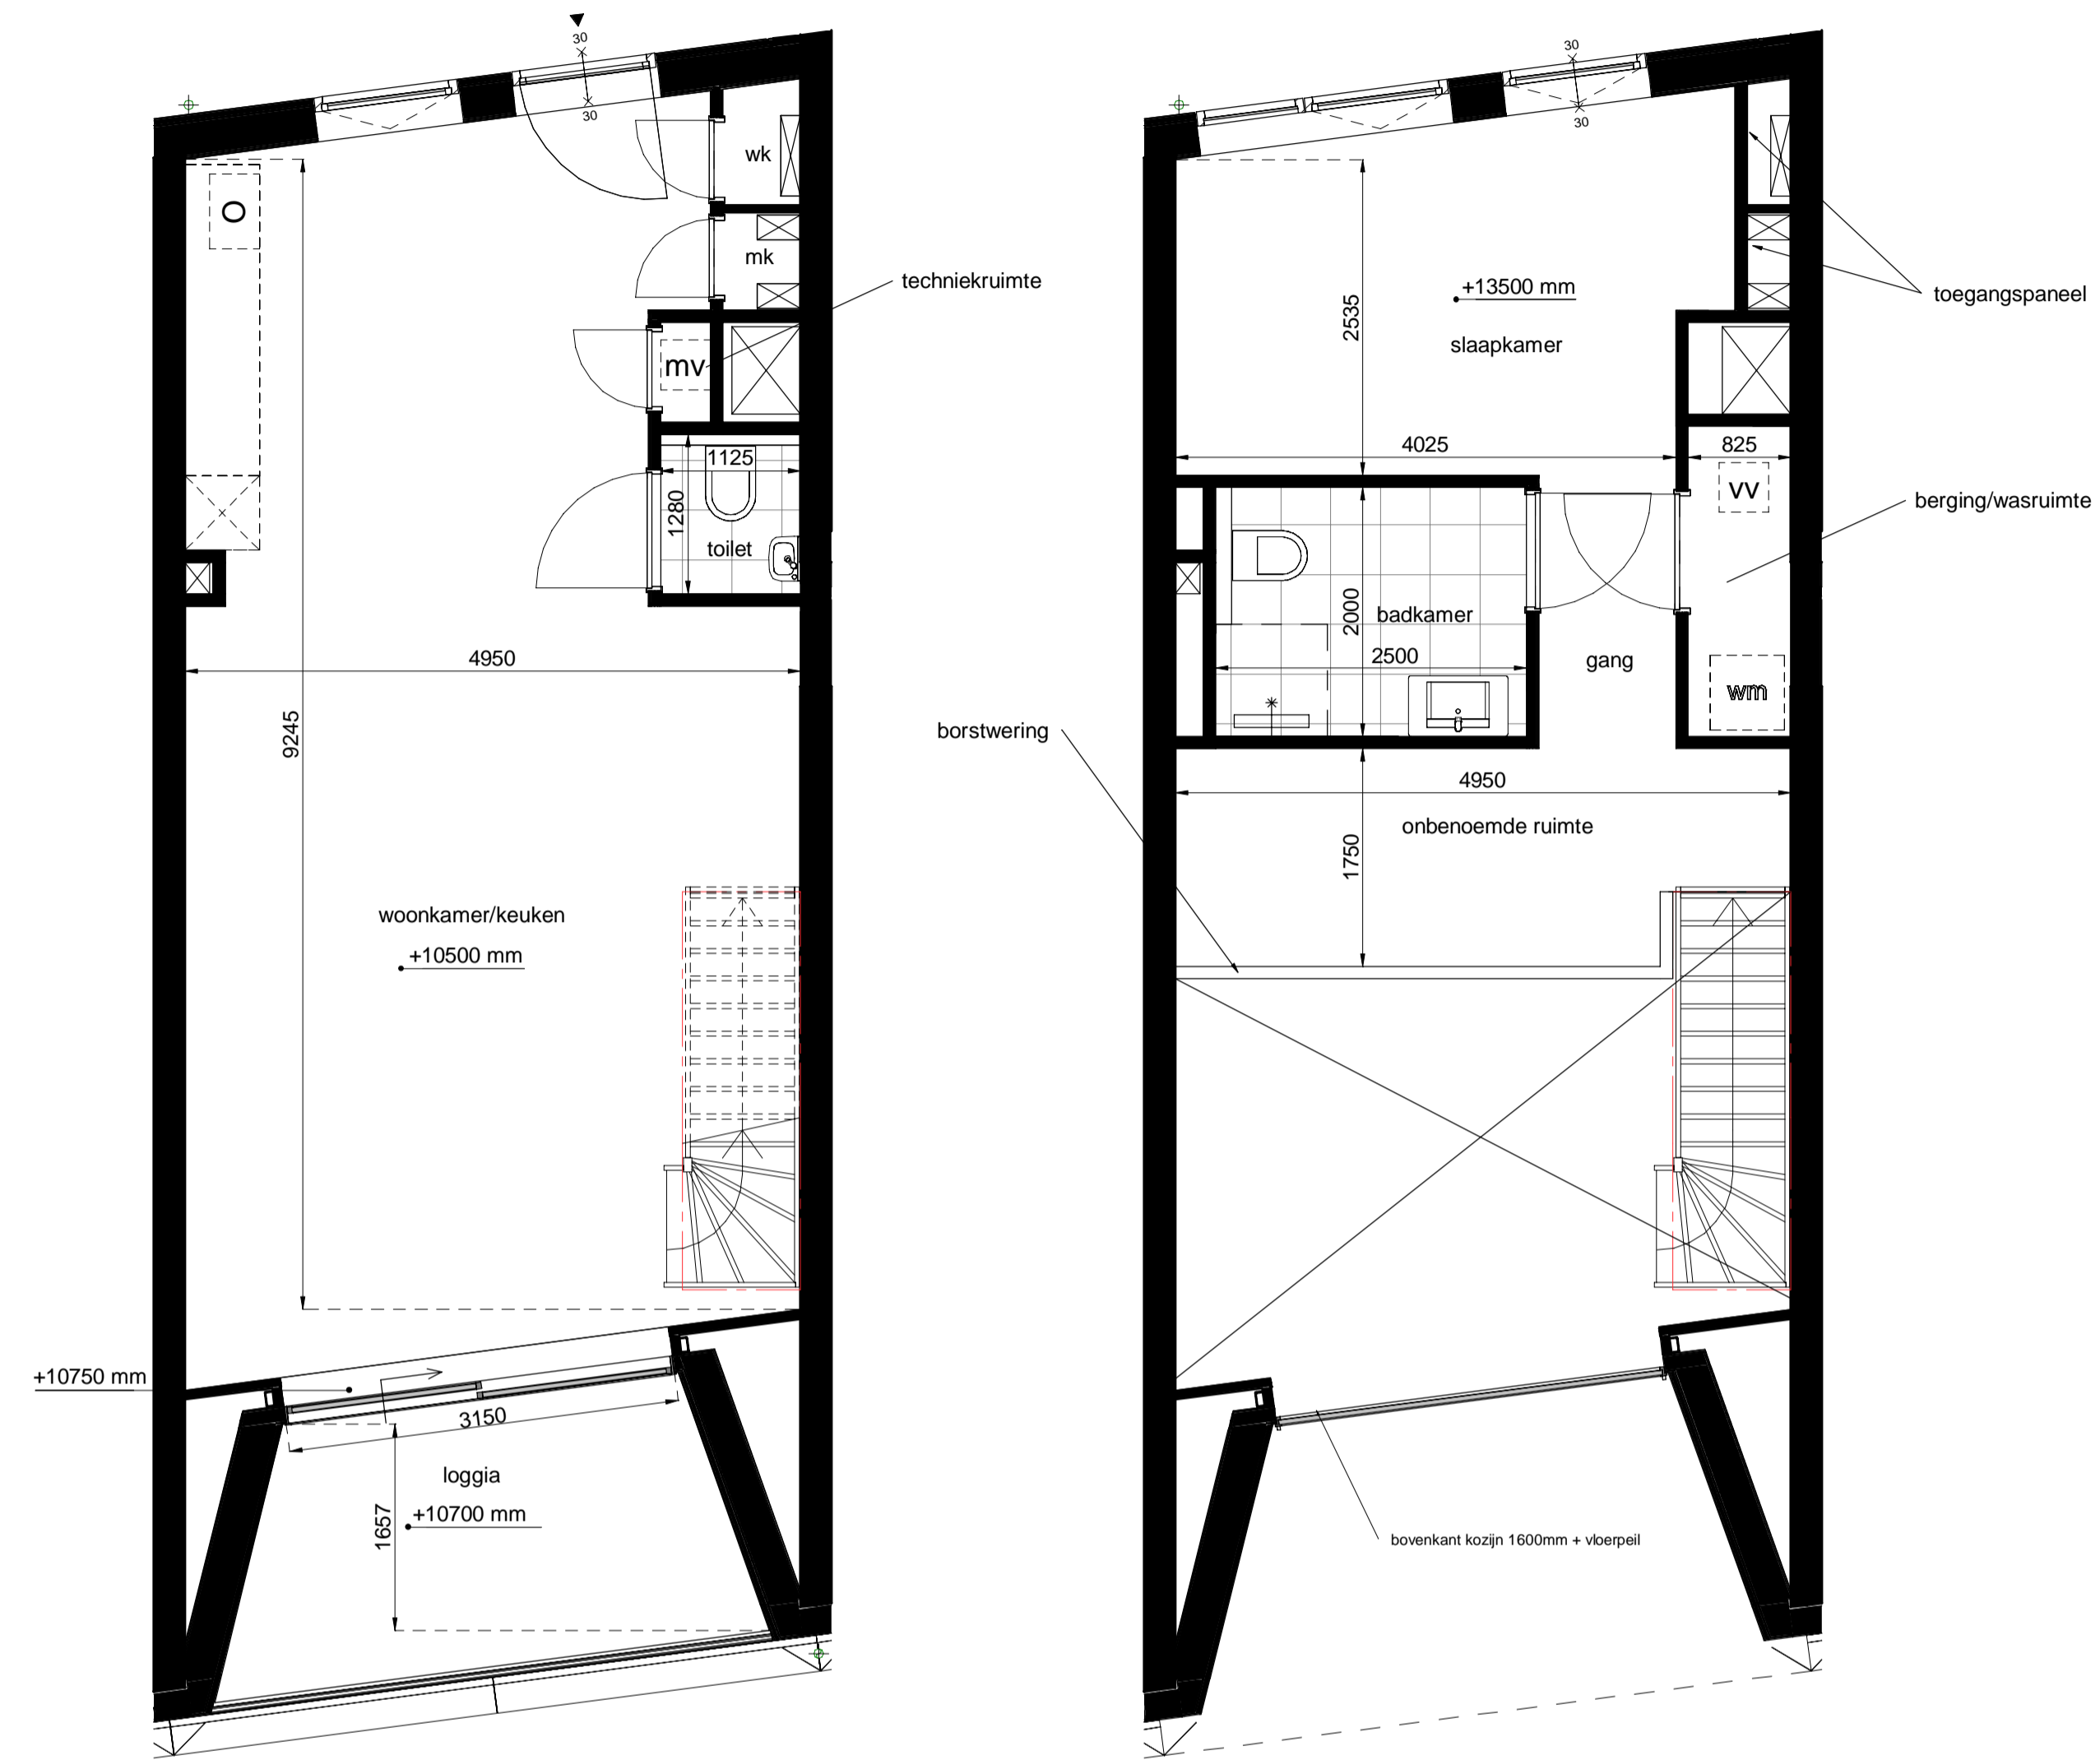 30
30
wk
O
mk
techniekruimte
mv
1125
1280
toilet
4950
9245
woonkamer/keuken
+10500 mm
+10750 mm
3150
loggia
1657
+10700 mm
30
30
+13500 mm
toegangspaneel
2535
slaapkamer
4025
825
vv
berging/wasruimte
2000
badkamer
2500
gang
wm
borstwering
4950
onbenoemde ruimte
1750
bovenkant kozijn 1600mm + vloerpeil